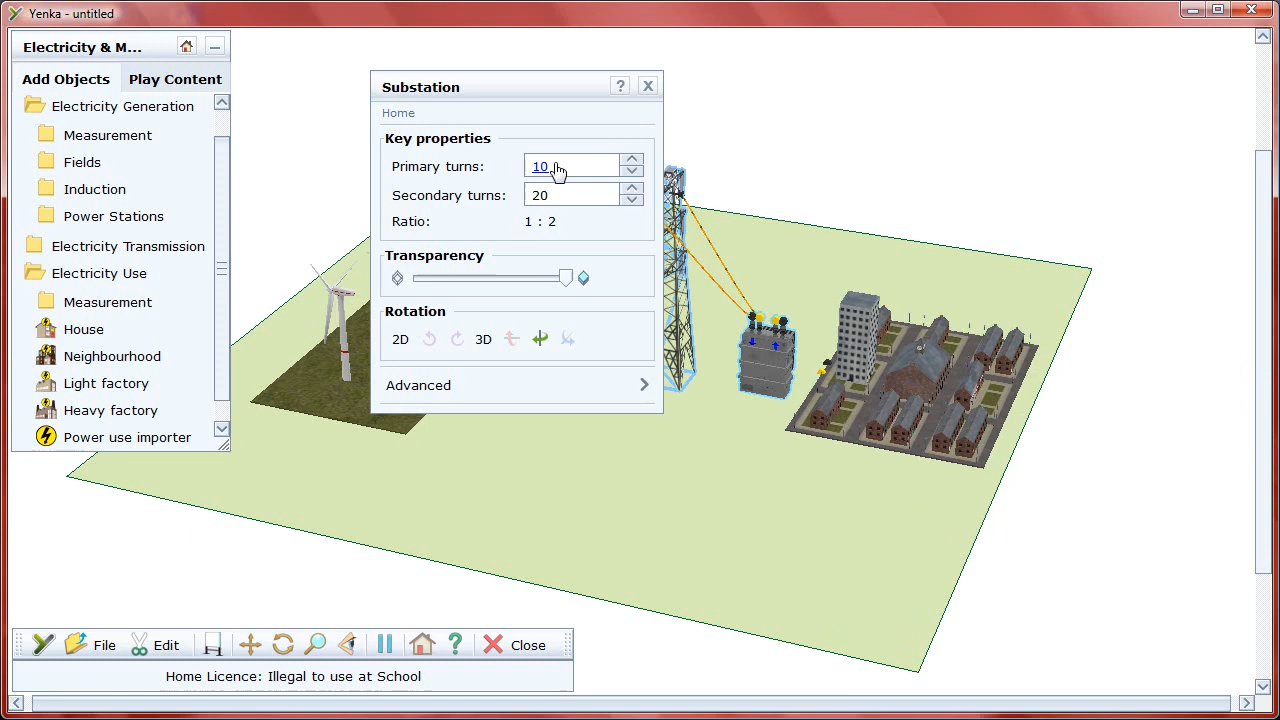 Yenka - untitled
Electricity & M...
Add Objects
Play Content
Electricity Generation
Measurement
Fields
Induction
Power Stations
Electricity Transmission
Electricity Use
Measurement
House
Neighbourhood
Light factory
Heavy factory
Power use importer
Substation
?
Home
Key properties
Primary turns: 10
Secondary turns: 20
Ratio: 1 : 2
Transparency
Rotation
2D
3D
Advanced
File
Edit
?
Close
Home Licence: Illegal to use at School